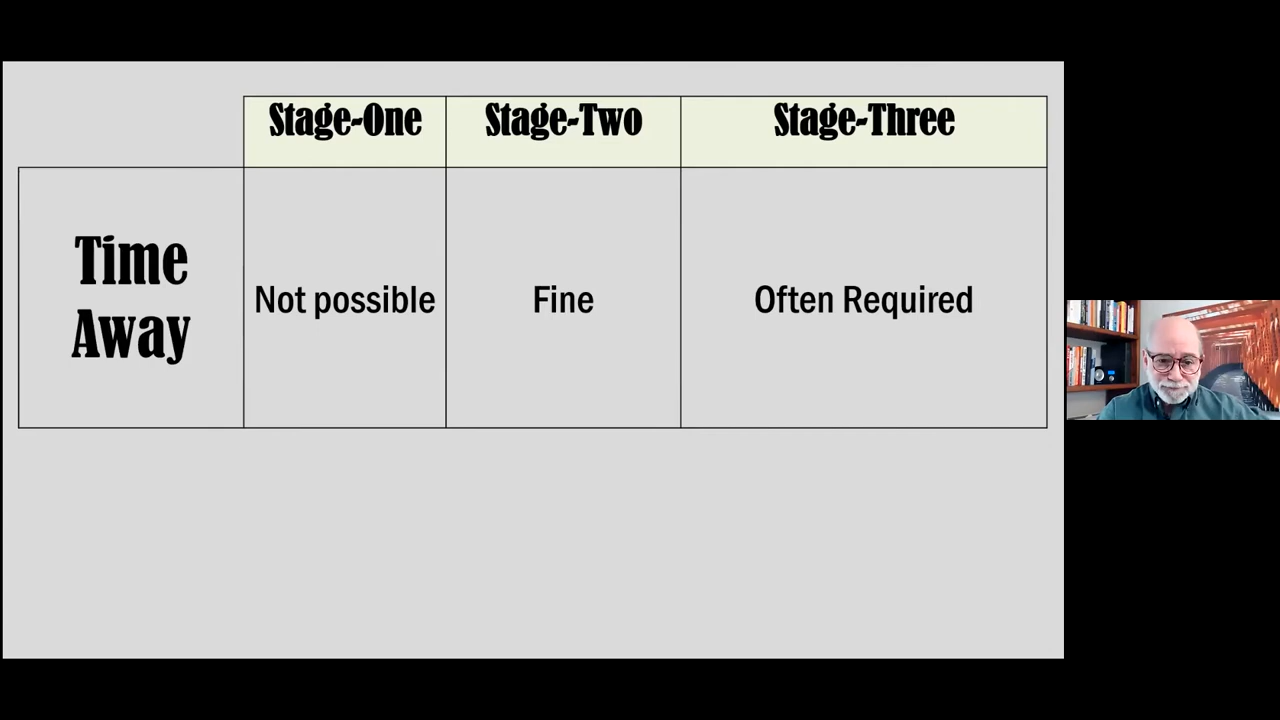 Stage-One Stage-Two Stage-Three
Time
Away
Not possible Fine Often Required